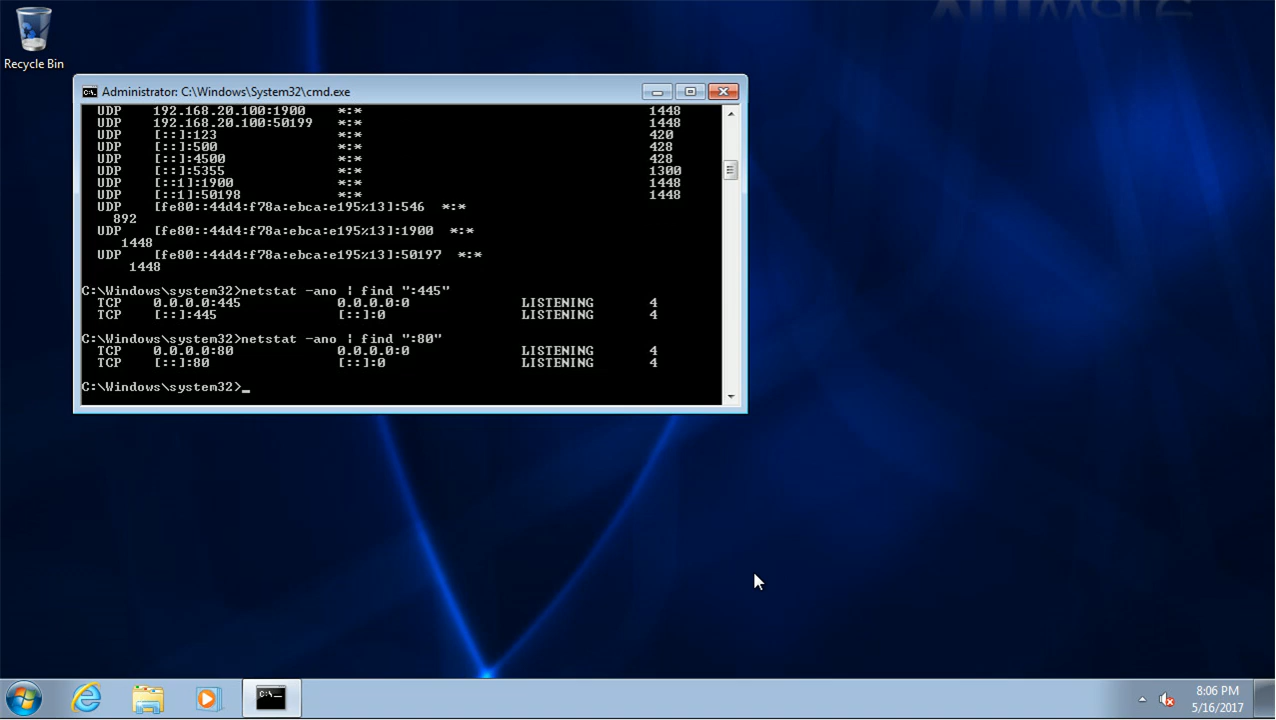 Recycle Bin
Administrator: C:\Windows\System32\cmd.exe
UDP 192.168.20.100:1900 *:* 1448
UDP 192.168.20.100:50199 *:* 1448
UDP [::]:123 *:* 420
UDP [::]:500 *:* 428
UDP [::]:4500 *:* 428
UDP [::]:5355 *:* 1300
UDP [::1]:1900 *:* 1448
UDP [::1]:50198 *:* 1448
UDP [fe80::44d4:f78a:ebca:e195%13]:546 *:*
892
UDP [fe80::44d4:f78a:ebca:e195%13]:1900 *:*
1448
UDP [fe80::44d4:f78a:ebca:e195%13]:50197 *:*
1448
C:\Windows\system32>netstat -ano | find ":445"
TCP 0.0.0.0:445 0.0.0.0:0 LISTENING 4
TCP [::]:445 [::]:0 LISTENING 4
C:\Windows\system32>netstat -ano | find ":80"
TCP 0.0.0.0:80 0.0.0.0:0 LISTENING 4
TCP [::]:80 [::]:0 LISTENING 4
C:\Windows\system32>_
C:\_
8:06 PM
5/16/2017